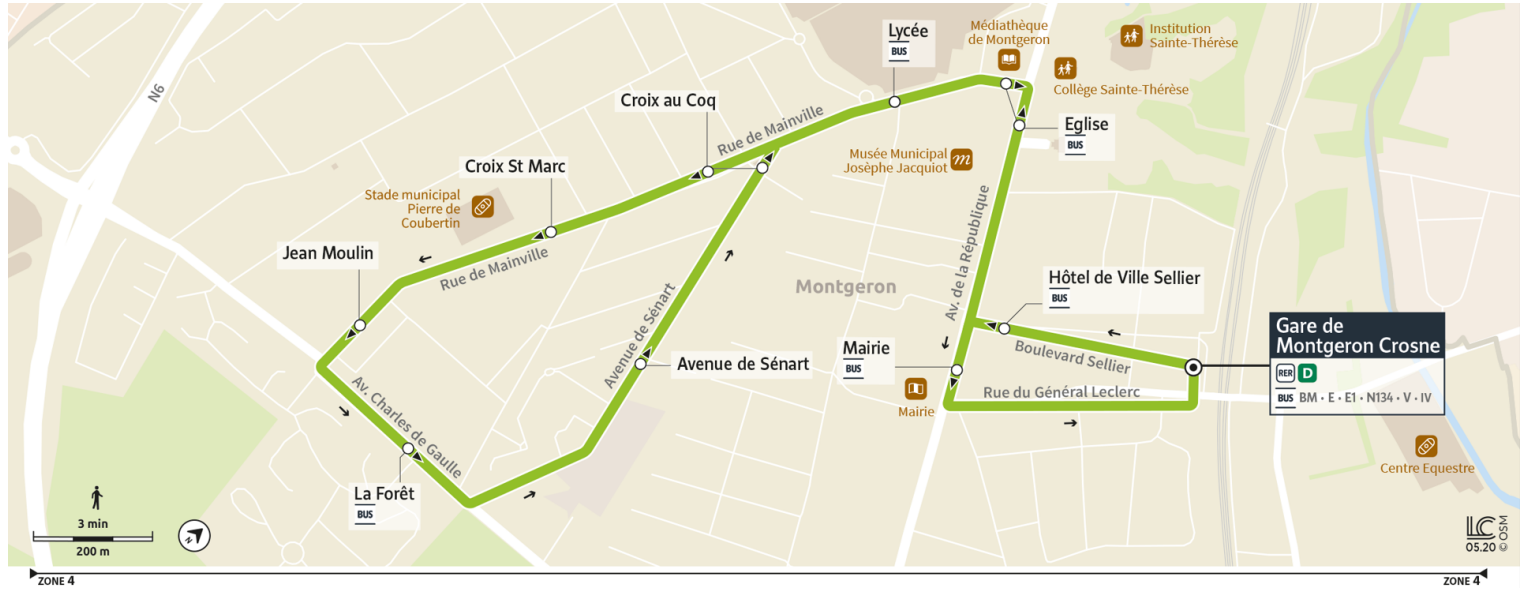 N6
Lycée
BUS
Médiathèque
de Montgeron
Institution
Sainte-Thérèse
Collège Sainte-Thérèse
Croix au Coq
Rue de Mainville
Eglise
BUS
Musée Municipal
Josèphe Jacquiot
m
Croix St Marc
Stade municipal
Pierre de
Coubertin
Jean Moulin
Rue de Mainville
Av. de la République
Montgeron
Hôtel de Ville Sellier
BUS
Avenue de Sénart
Avenue de Sénart
Mairie
BUS
Boulevard Sellier
Gare de
Montgeron Crosne
RER D
BUS BM • E • E1 • N134 • V • IV
Rue du Général Leclerc
Mairie
Av. Charles de Gaulle
La Forêt
BUS
Centre Equestre
3 min
200 m
N
LC
05.20 © OSM
ZONE 4
ZONE 4